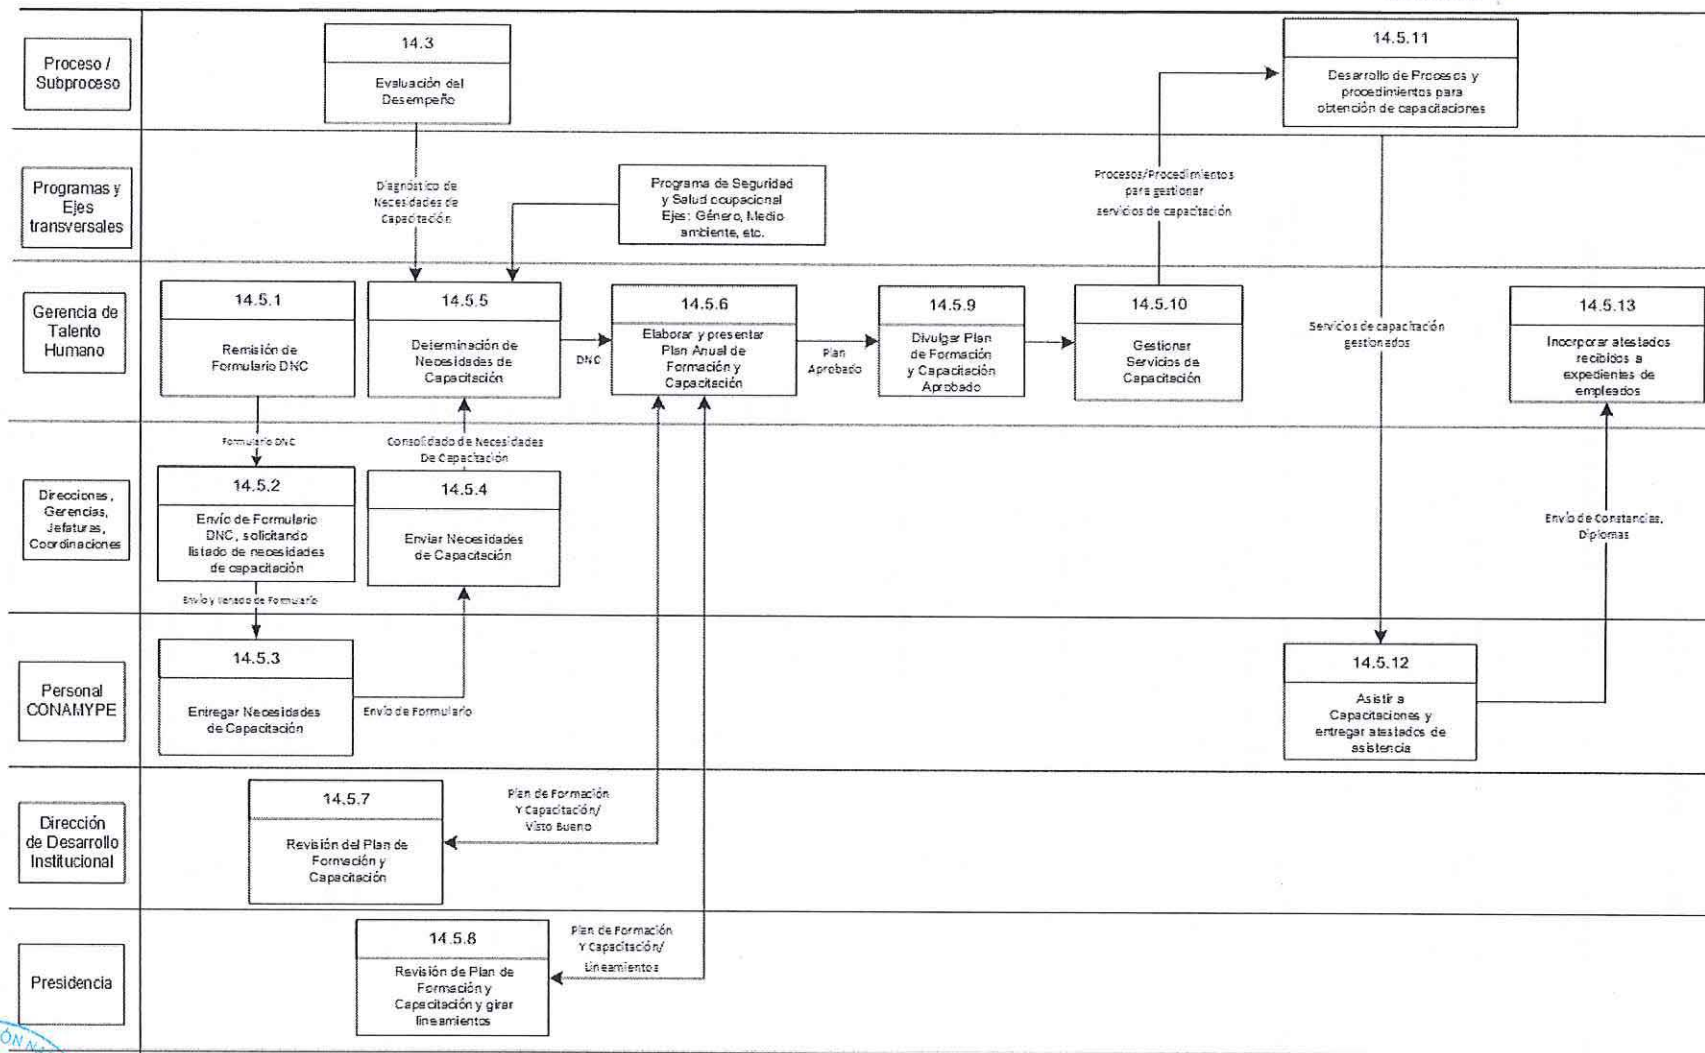 Proceso /
Subproceso
14.3
Evaluación del
Desempeño
14.5.11
Desarrollo de Procesos y
procedimientos para
obtención de capacitaciones
Programas y
Ejes
transversales
Diagnóstico de
Necesidades de
Capacitación
Programa de Seguridad
y Salud ocupacional
Ejes: Género, Medio
ambiente, etc.
Procesos/Procedimientos
para gestionar
servicios de capacitación
Gerencia de
Talento
Humano
14.5.1
Remisión de
Formulario DNC
14.5.5
Determinación de
Necesidades de
Capacitación
DNC
14.5.6
Elaborar y presentar
Plan Anual de
Formación y
Capacitación
Plan
Aprobado
14.5.9
Divulgar Plan
de Formación
y Capacitación
Aprobado
14.5.10
Gestionar
Servicios de
Capacitación
Servicios de capacitación
gestionados
14.5.13
Incorporar atestados
recibidos a
expedientes de
empleados
Direcciones,
Gerencias,
Jefaturas,
Coordinaciones
Formulario DNC
14.5.2
Envío de Formulario
DNC, solicitando
listado de necesidades
de capacitación
Envío y llenado de Formulario
Consolidado de Necesidades
De Capacitación
14.5.4
Enviar Necesidades
de Capacitación
Envío de Constancias,
Diplomas
Personal
CONAMYPE
14.5.3
Entregar Necesidades
de Capacitación
Envío de Formulario
14.5.12
Asistir a
Capacitaciones y
entregar atestados de
asistencia
Dirección
de Desarrollo
Institucional
14.5.7
Revisión del Plan de
Formación y
Capacitación
Plan de Formación
Y Capacitación/
Visto Bueno
Presidencia
14.5.8
Revisión de Plan de
Formación y
Capacitación y girar
lineamientos
Plan de Formación
Y Capacitación/
Lineamientos